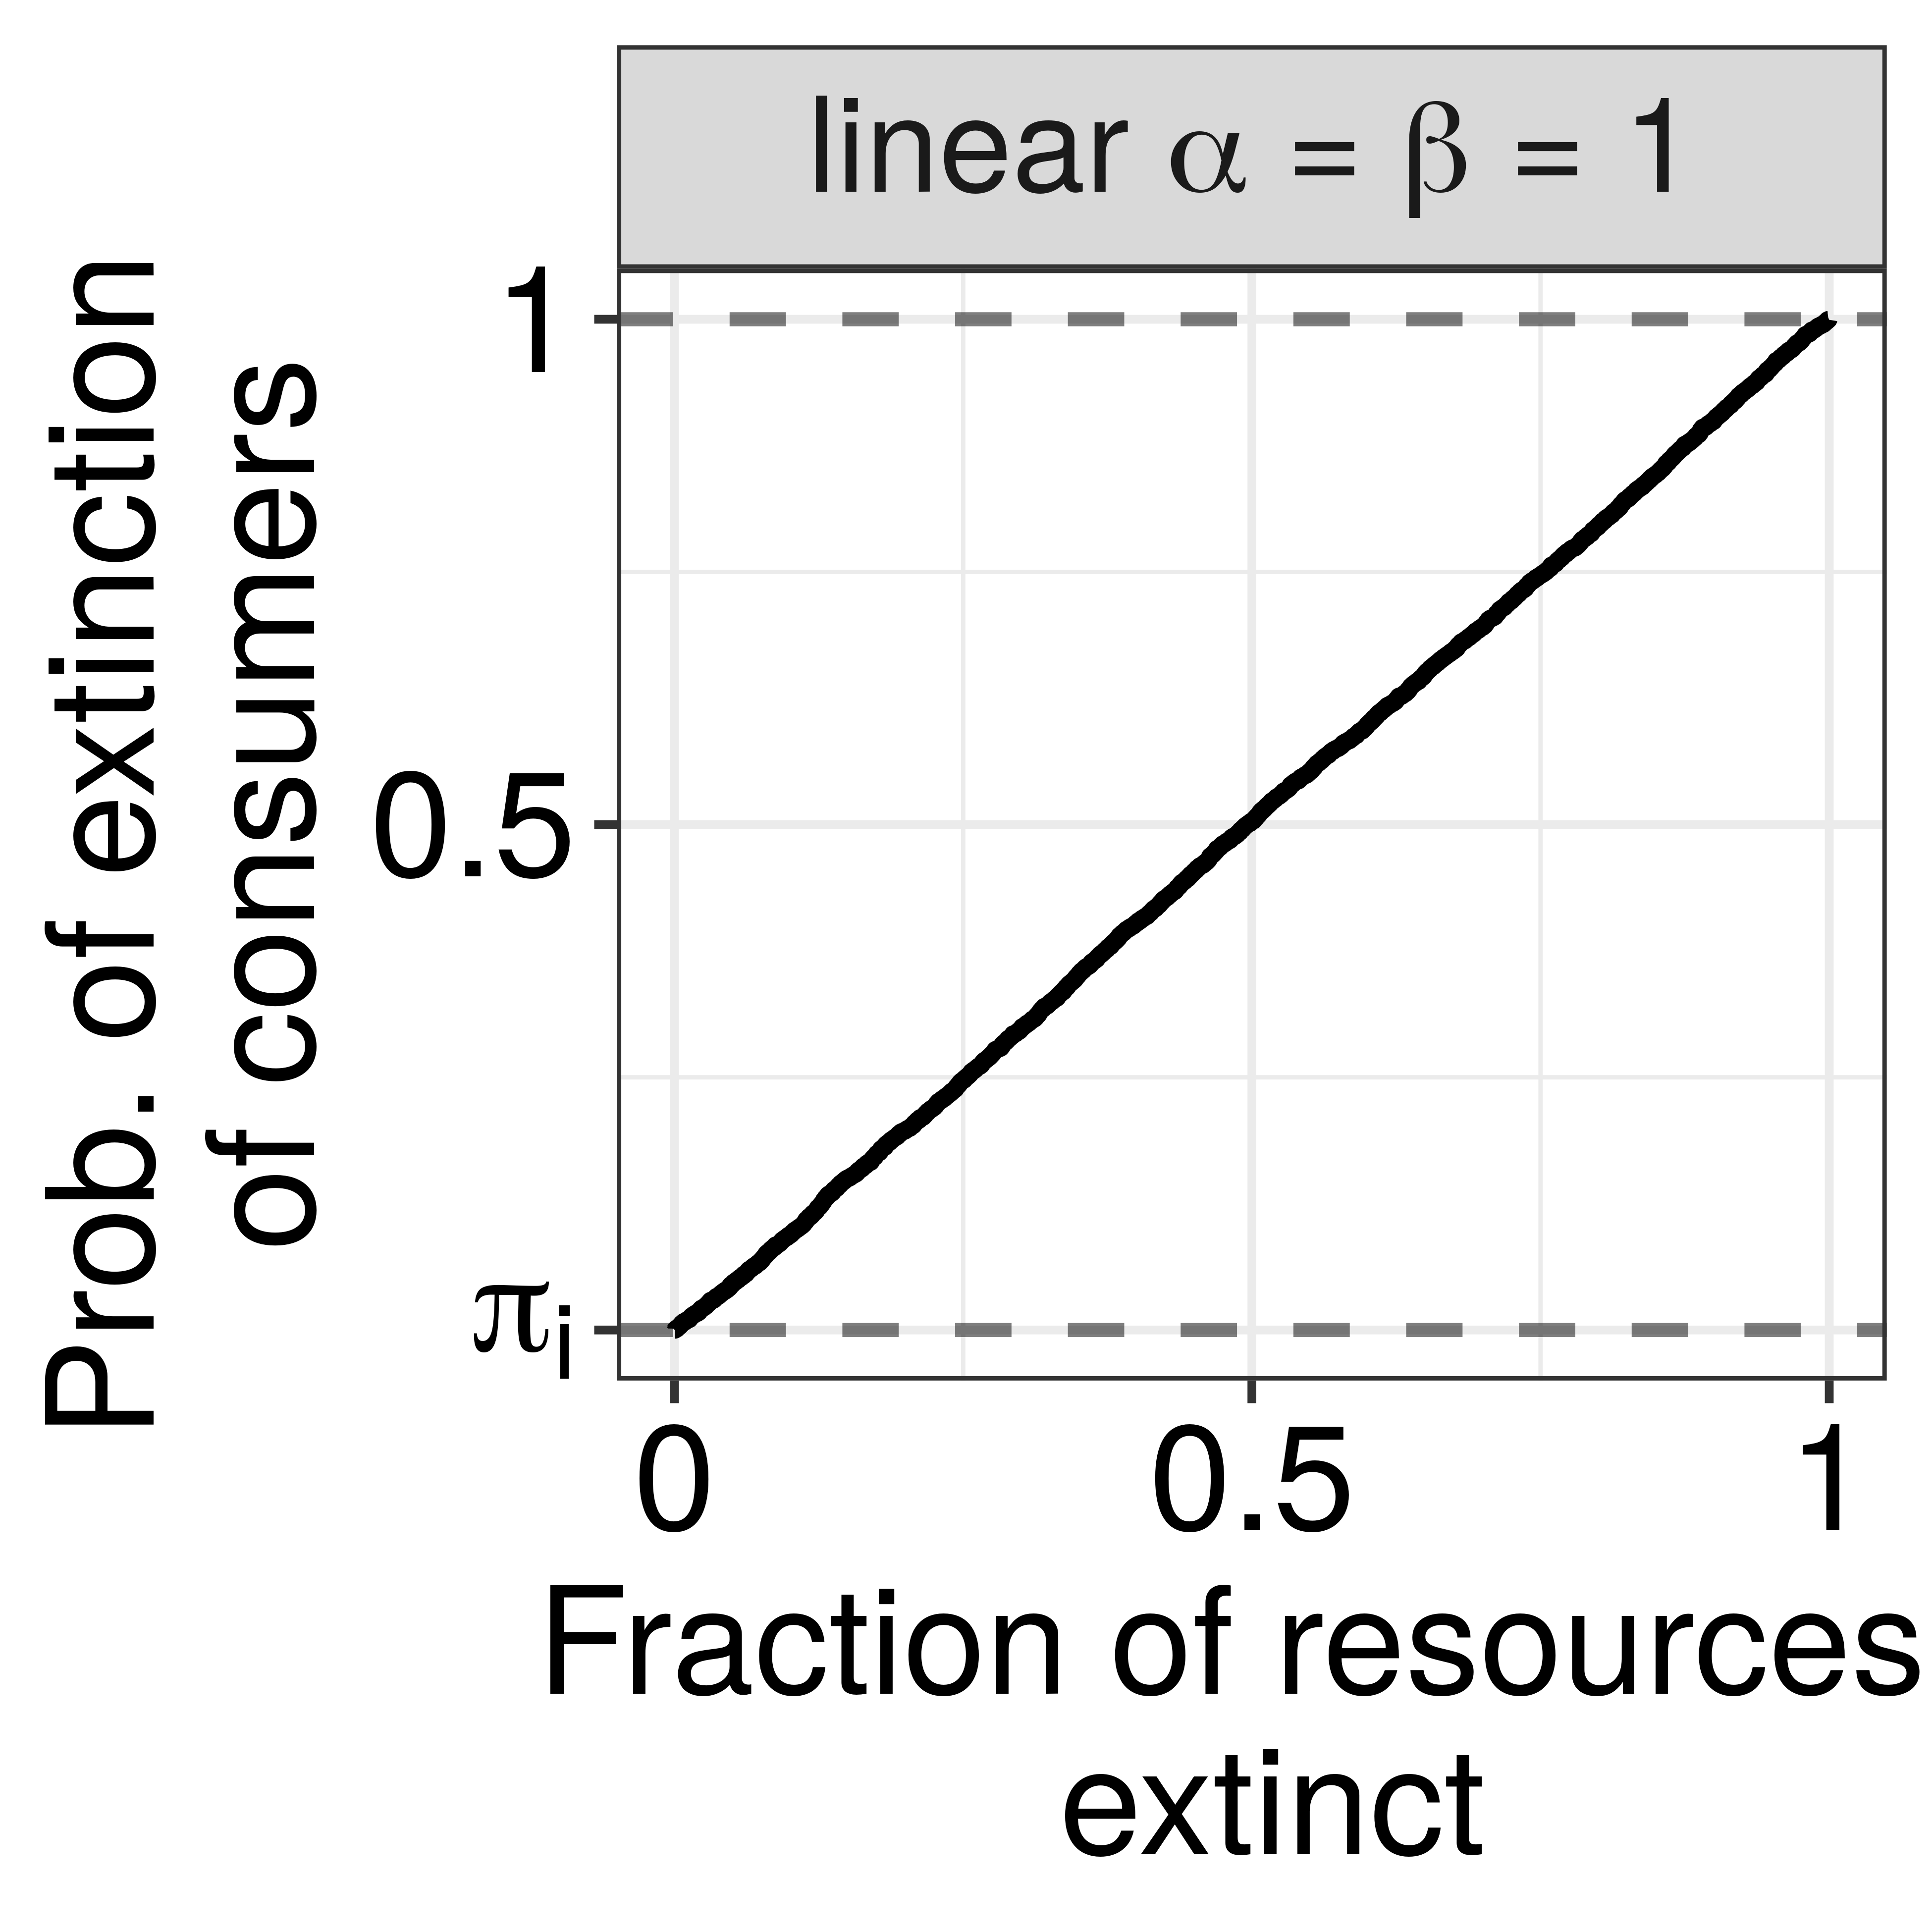 linear α = β = 1
Prob. of extinction
of consumers
1
0.5
πi
0
0.5
1
Fraction of resources
extinct